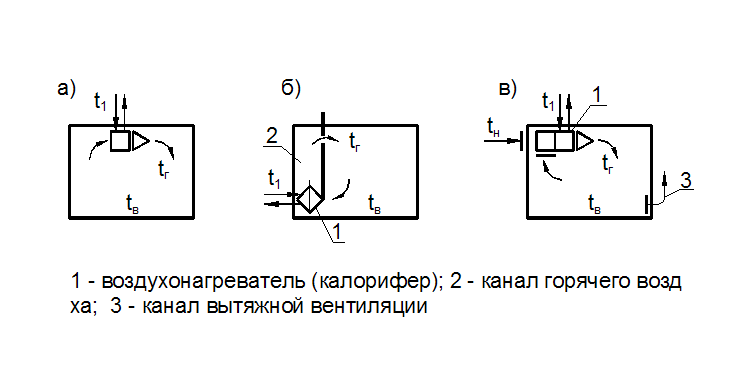 а) б) в)
t1 t1 1
2 tн
tг tг tг
t1 3
tв tв tв
1
1 - воздухонагреватель (калорифер); 2 - канал горячего возд
ха; 3 - канал вытяжной вентиляции